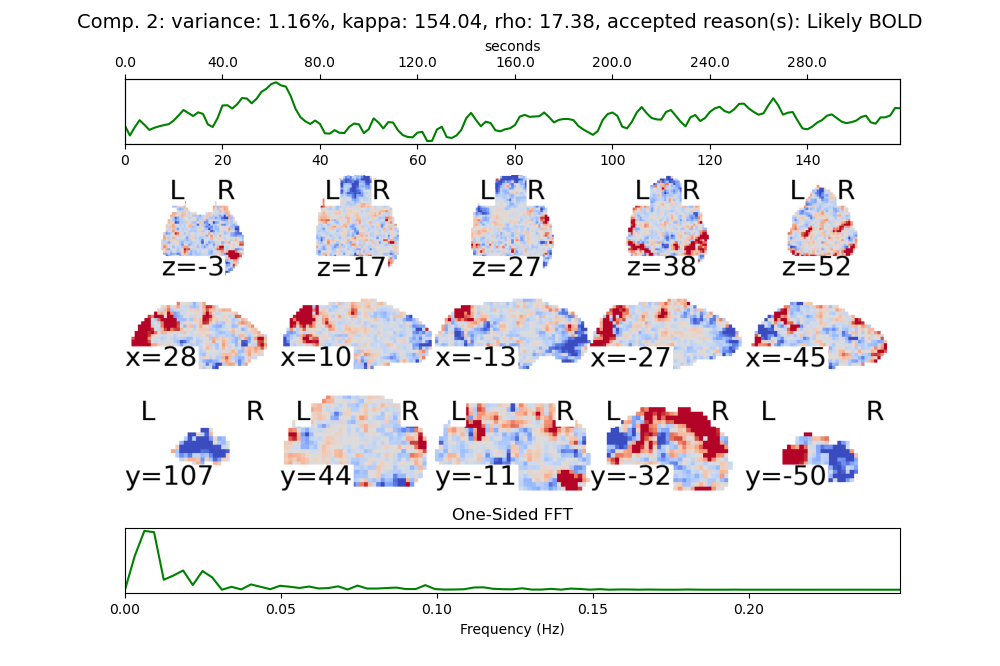 Comp. 2: variance: 1.16%, kappa: 154.04, rho: 17.38, accepted reason(s): Likely BOLD
seconds
0.0 40.0 80.0 120.0 160.0 200.0 240.0 280.0
0 20 40 60 80 100 120 140
L R L R L R L R L R
z=-3 z=17 z=27 z=38 z=52
x=28 x=10 x=-13 x=-27 x=-45
L R L R L R L R L R
y=107 y=44 y=-11 y=-32 y=-50
One-Sided FFT
0.00 0.05 0.10 0.15 0.20
Frequency (Hz)